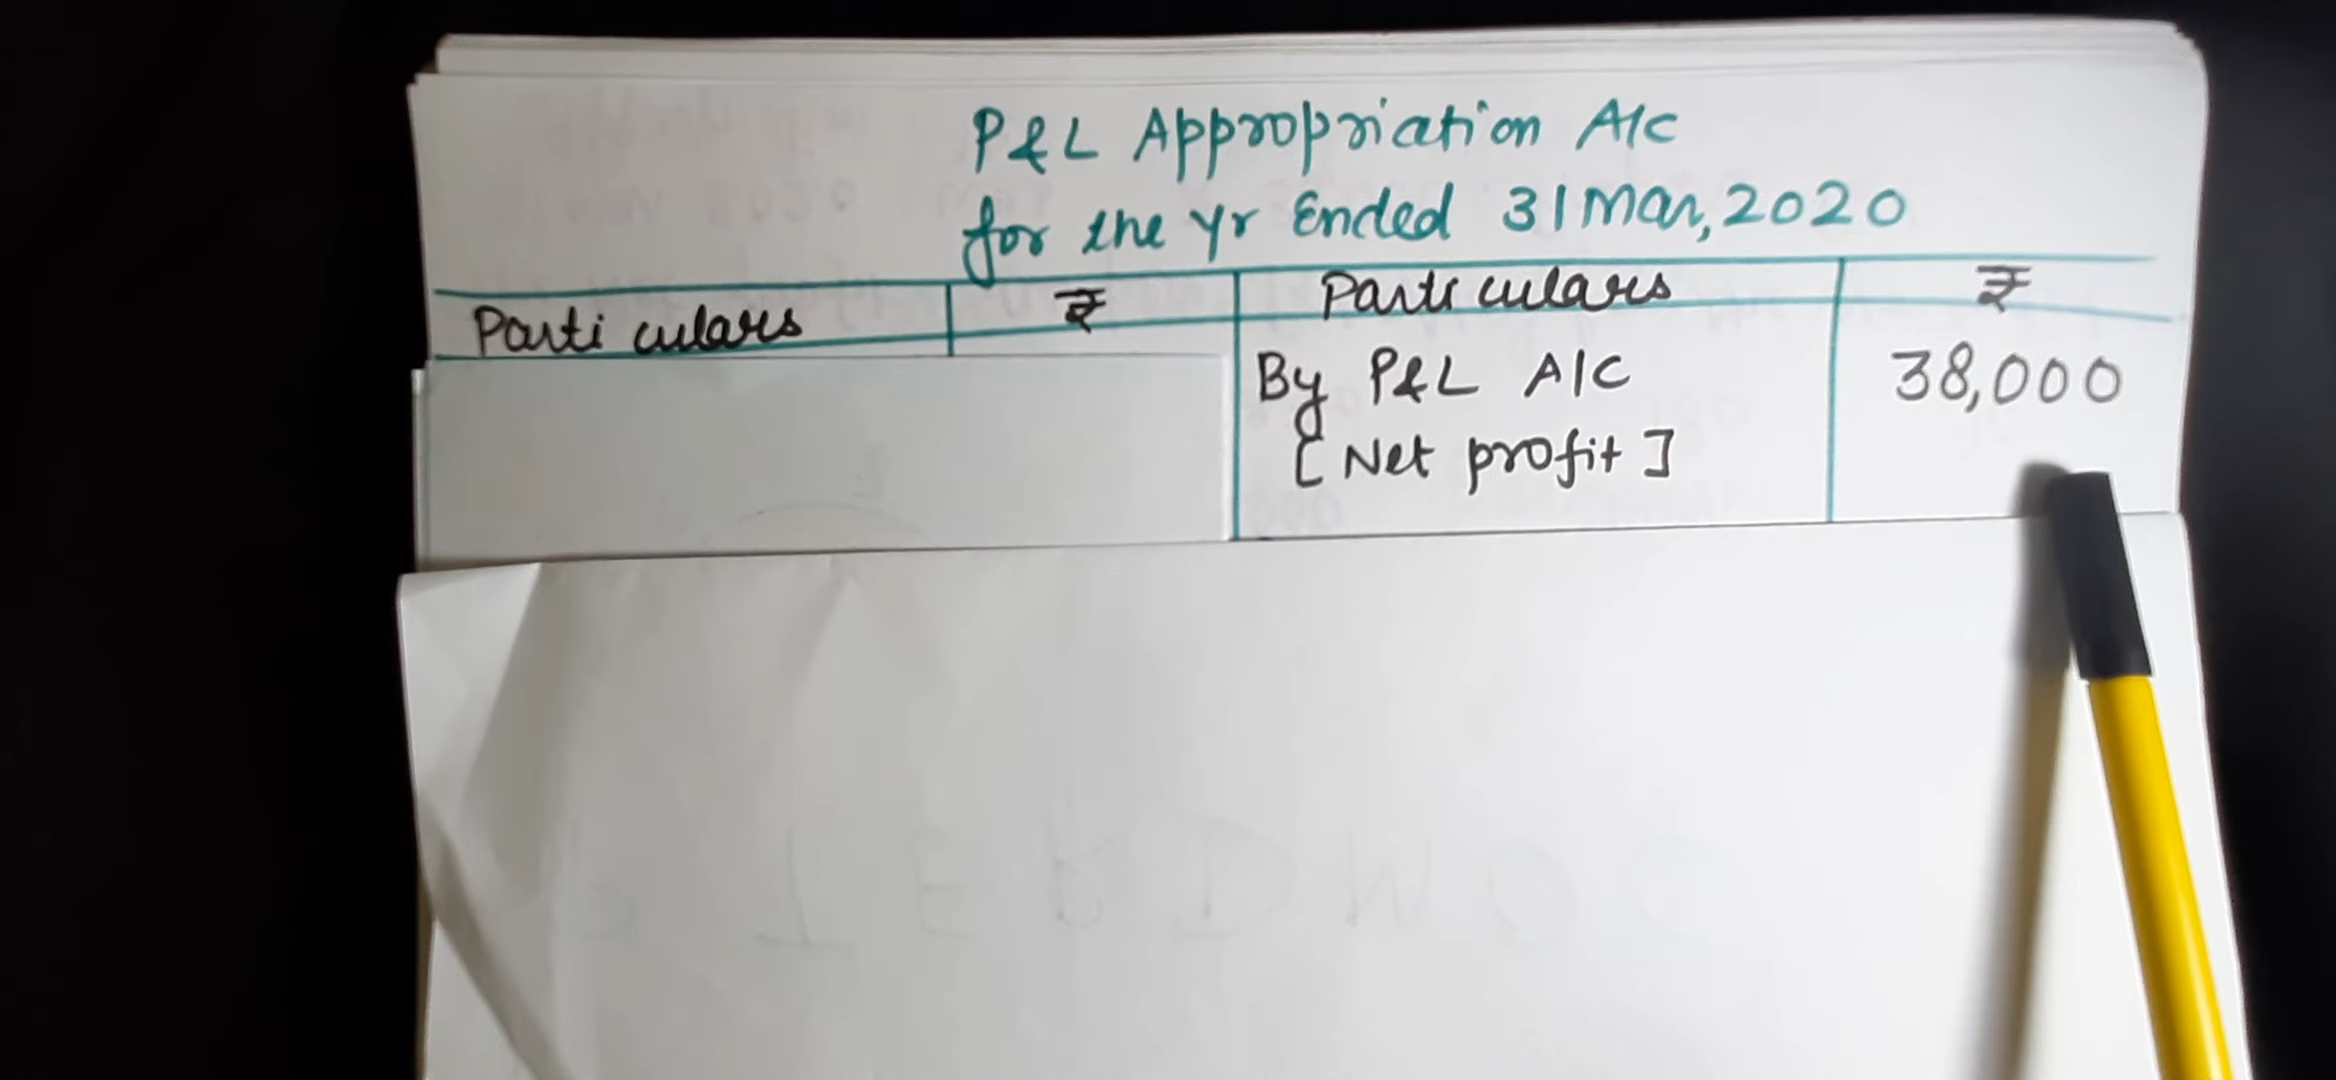 P&L Appropriation A/C
for the yr Ended 31 Mar, 2020
Particulars ₹ Particulars ₹
By P&L A/C 38,000
[Net profit]